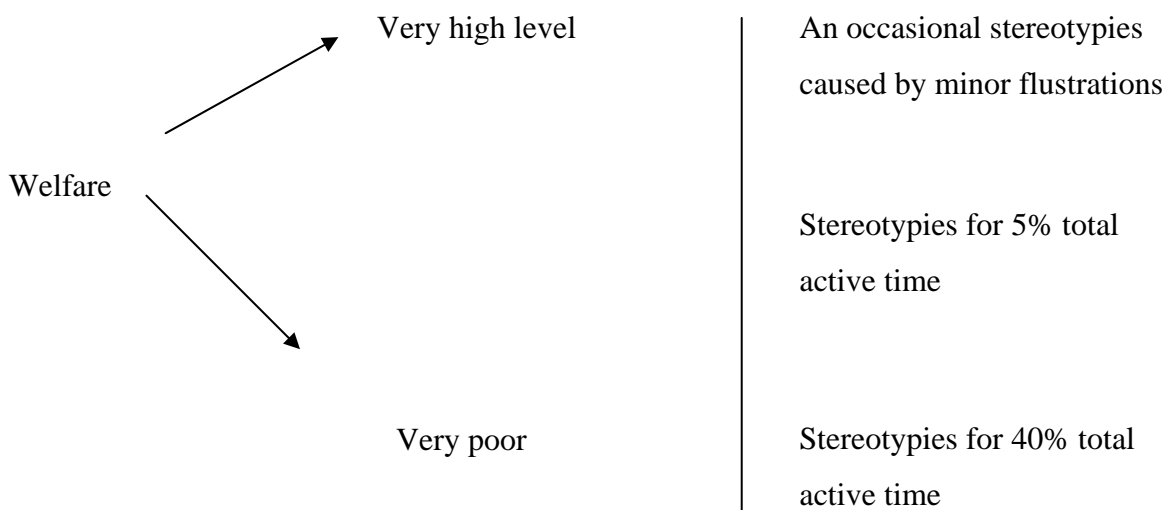 Very high level
An occasional stereotypies
caused by minor flustrations
Welfare
Stereotypies for 5% total
active time
Very poor
Stereotypies for 40% total
active time